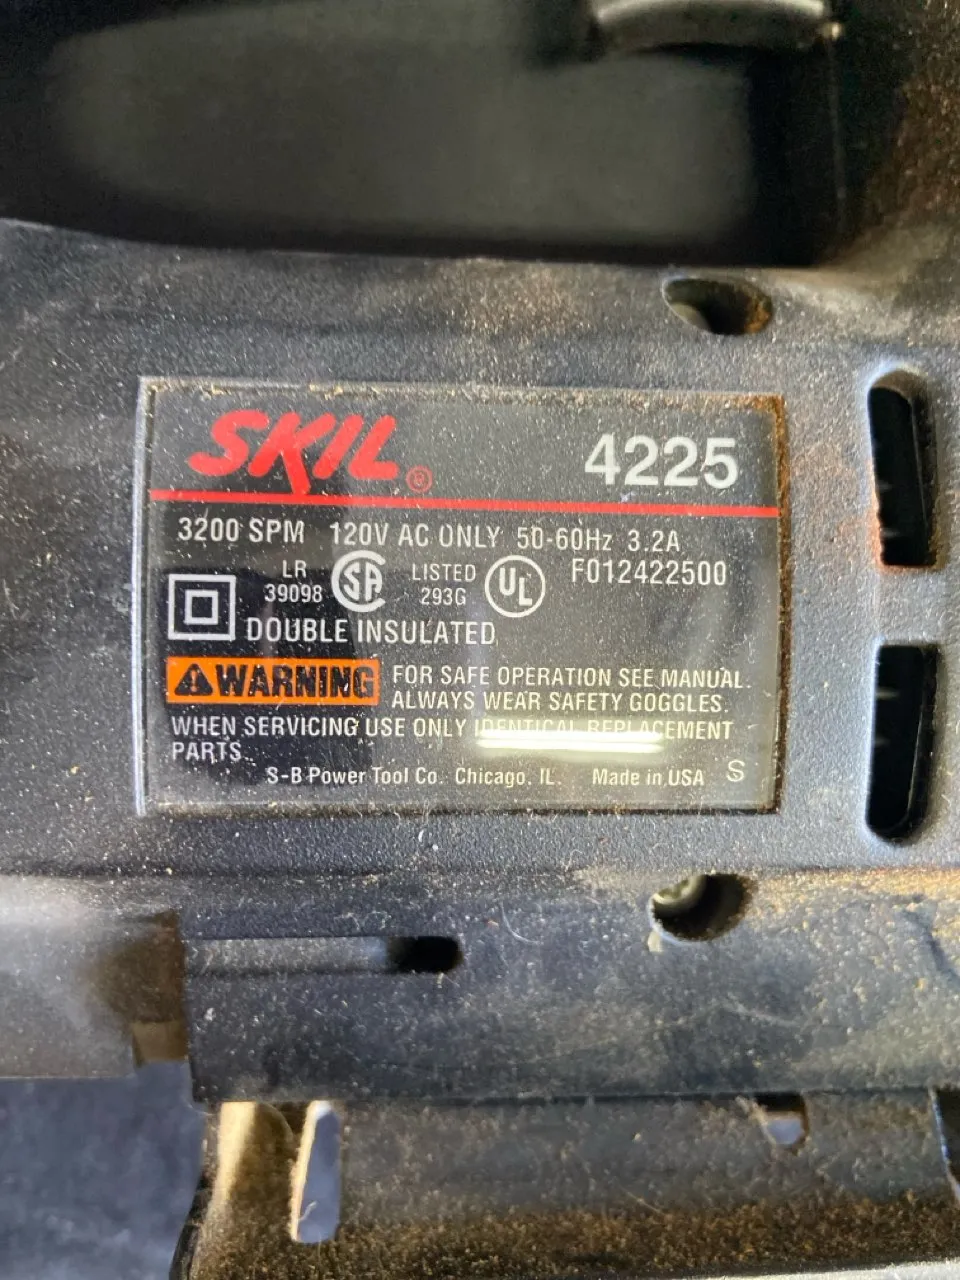 SKIL® 4225
3200 SPM 120V AC ONLY 50-60Hz 3.2A
LR 39098 SA LISTED 293G UL F012422500
DOUBLE INSULATED
WARNING FOR SAFE OPERATION SEE MANUAL.
ALWAYS WEAR SAFETY GOGGLES.
WHEN SERVICING USE ONLY IDENTICAL REPLACEMENT
PARTS.
S-B Power Tool Co. Chicago, IL. Made in USA S